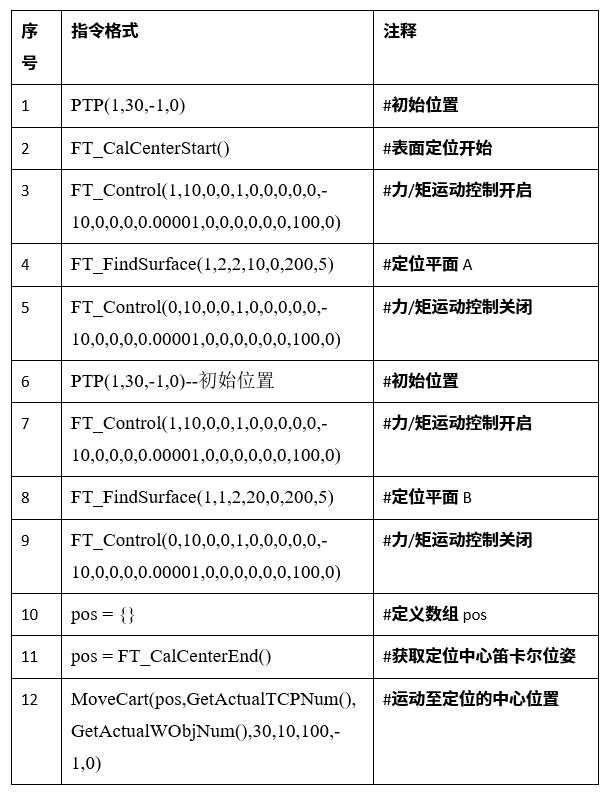 序 指令格式 注释
号
1 PTP(1,30,-1,0) #初始位置
2 FT_CalCenterStart() #表面定位开始
3 FT_Control(1,10,0,0,1,0,0,0,0,0,- #力/矩运动控制开启
10,0,0,0,0.00001,0,0,0,0,0,0,100,0)
4 FT_FindSurface(1,2,2,10,0,200,5) #定位平面 A
5 FT_Control(0,10,0,0,1,0,0,0,0,0,- #力/矩运动控制关闭
10,0,0,0,0.00001,0,0,0,0,0,0,100,0)
6 PTP(1,30,-1,0)--初始位置 #初始位置
7 FT_Control(1,10,0,0,1,0,0,0,0,0,- #力/矩运动控制开启
10,0,0,0,0.00001,0,0,0,0,0,0,100,0)
8 FT_FindSurface(1,1,2,20,0,200,5) #定位平面 B
9 FT_Control(0,10,0,0,1,0,0,0,0,0,- #力/矩运动控制关闭
10,0,0,0,0.00001,0,0,0,0,0,0,100,0)
10 pos = {} #定义数组 pos
11 pos = FT_CalCenterEnd() #获取定位中心笛卡尔位姿
12 MoveCart(pos,GetActualTCPNum(), #运动至定位的中心位置
GetActualWObjNum(),30,10,100,-
1,0)